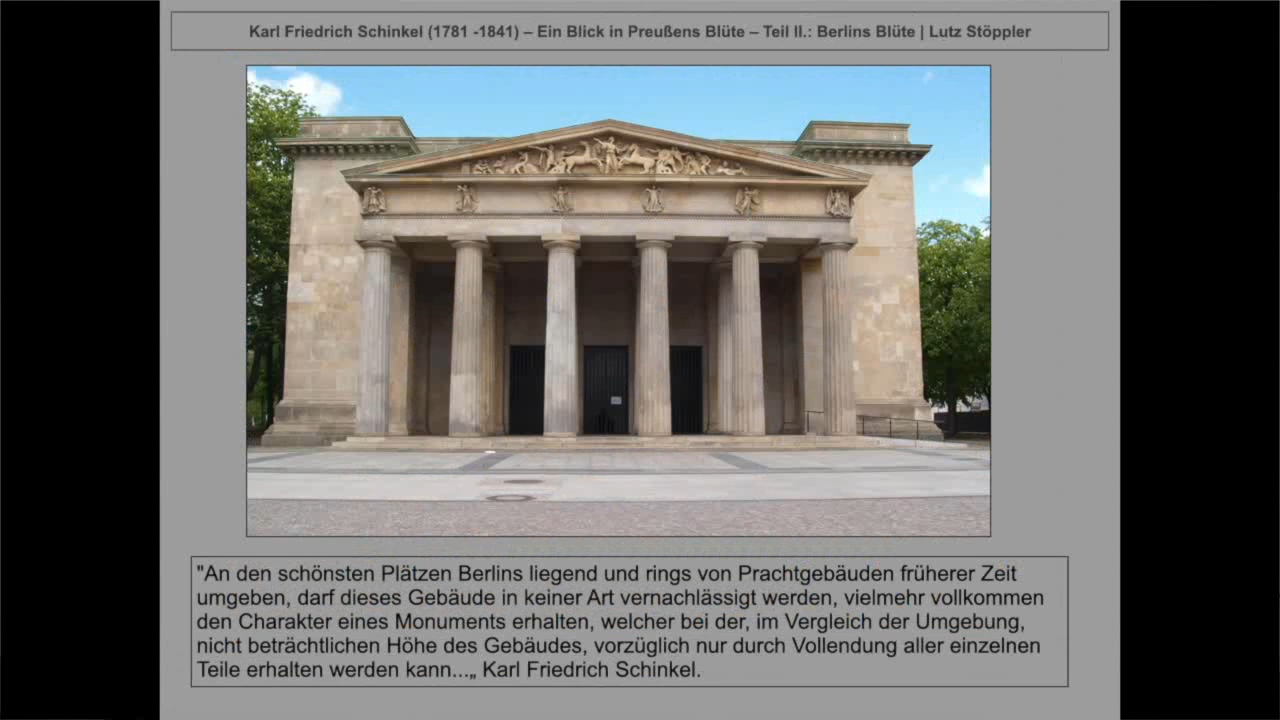 Karl Friedrich Schinkel (1781 -1841) – Ein Blick in Preußens Blüte – Teil II.: Berlins Blüte | Lutz Stöppler
"An den schönsten Plätzen Berlins liegend und rings von Prachtgebäuden früherer Zeit
umgeben, darf dieses Gebäude in keiner Art vernachlässigt werden, vielmehr vollkommen
den Charakter eines Monuments erhalten, welcher bei der, im Vergleich der Umgebung,
nicht beträchtlichen Höhe des Gebäudes, vorzüglich nur durch Vollendung aller einzelnen
Teile erhalten werden kann...„ Karl Friedrich Schinkel.